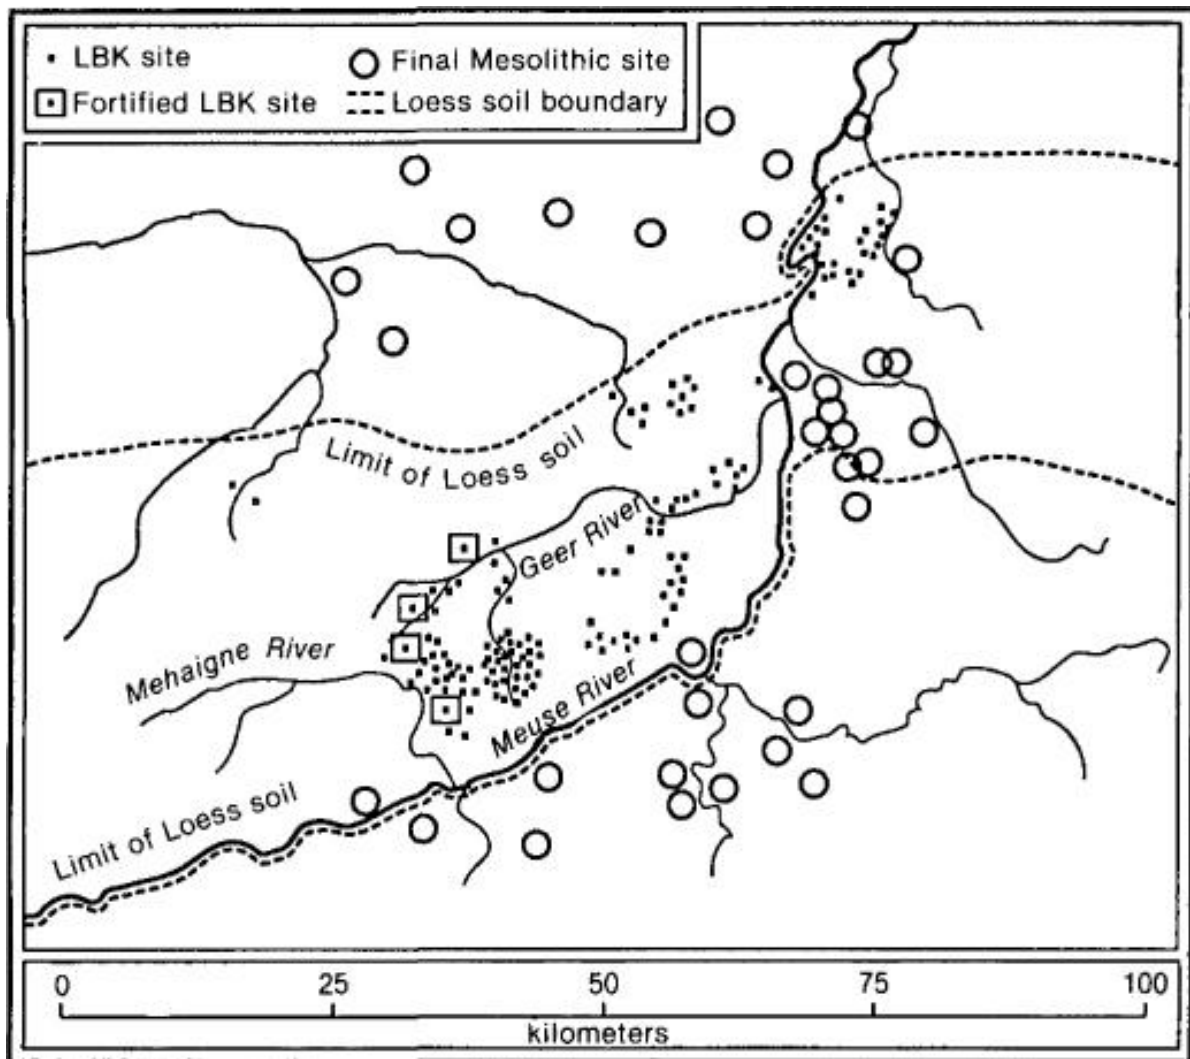 LBK site
Final Mesolithic site
Fortified LBK site
Loess soil boundary
Limit of Loess soil
Geer River
Mehaigne River
Meuse River
Limit of Loess soil
0 25 50 75 100
kilometers